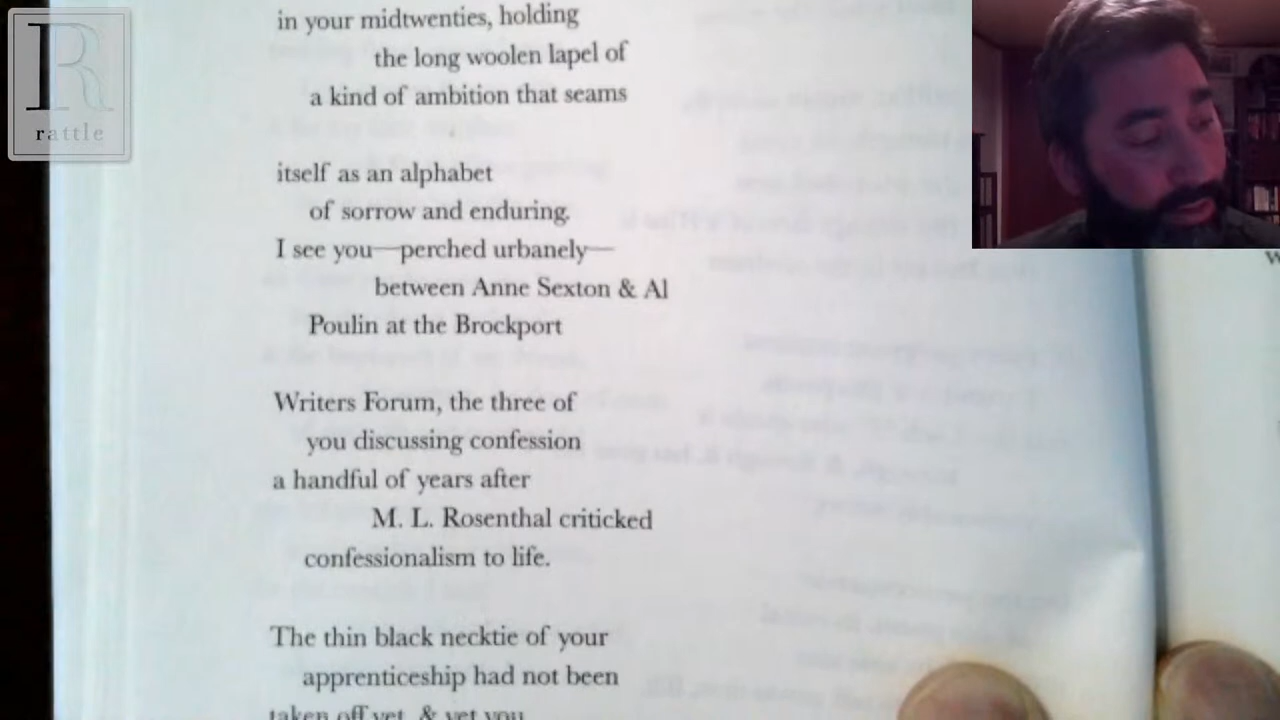 R
rattle
in your midtwenties, holding
the long woolen lapel of
a kind of ambition that seams
itself as an alphabet
of sorrow and enduring.
I see you—perched urbanely—
between Anne Sexton & Al
Poulin at the Brockport
Writers Forum, the three of
you discussing confession
a handful of years after
M. L. Rosenthal criticked
confessionalism to life.
The thin black necktie of your
apprenticeship had not been
taken off yet, & yet you